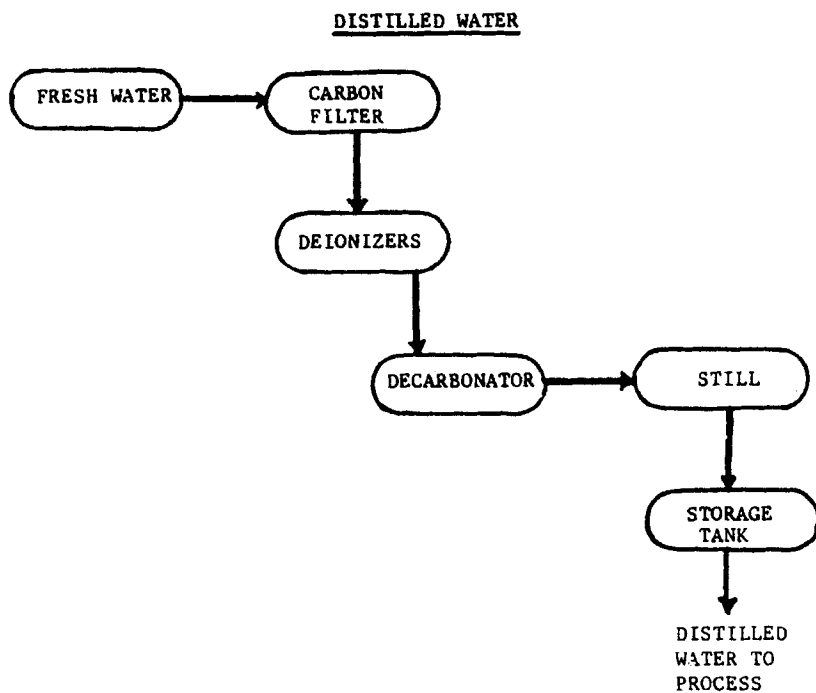 DISTILLED WATER
FRESH WATER
CARBON
FILTER
DEIONIZERS
DECARBONATOR
STILL
STORAGE
TANK
DISTILLED
WATER TO
PROCESS